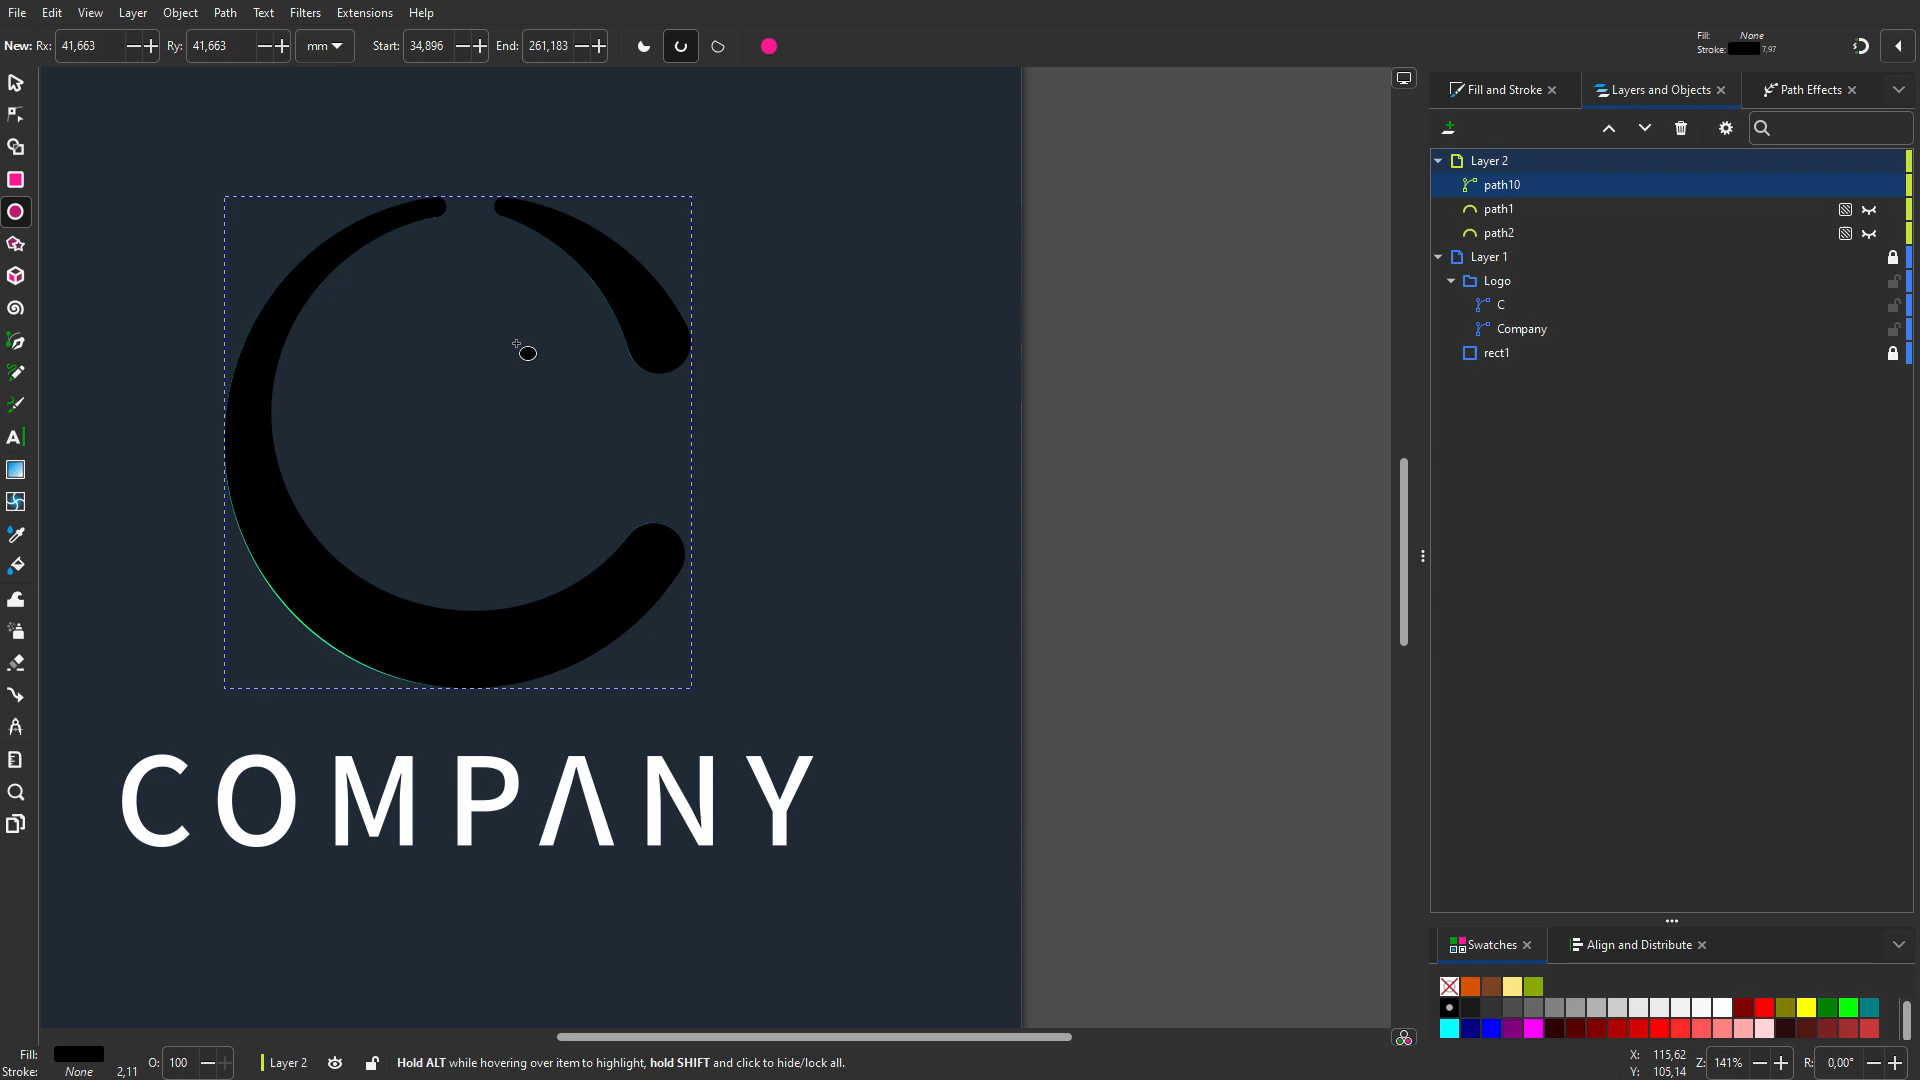 File Edit View Layer Object Path Text Filters Extensions Help
New: Rx: 41,663 Ry: 41,663 mm Start: 34,896 End: 261,183
Fill: None
Stroke: 7,97
Fill and Stroke Layers and Objects Path Effects
Layer 2
path10
path1
path2
Layer 1
Logo
C
Company
rect1
COMPANY
Swatches Align and Distribute
Fill:
Stroke: None 2,11
O: 100
Layer 2
Hold ALT while hovering over item to highlight, hold SHIFT and click to hide/lock all.
X: 115,62
Y: 105,14
Z: 141%
R: 0,00°